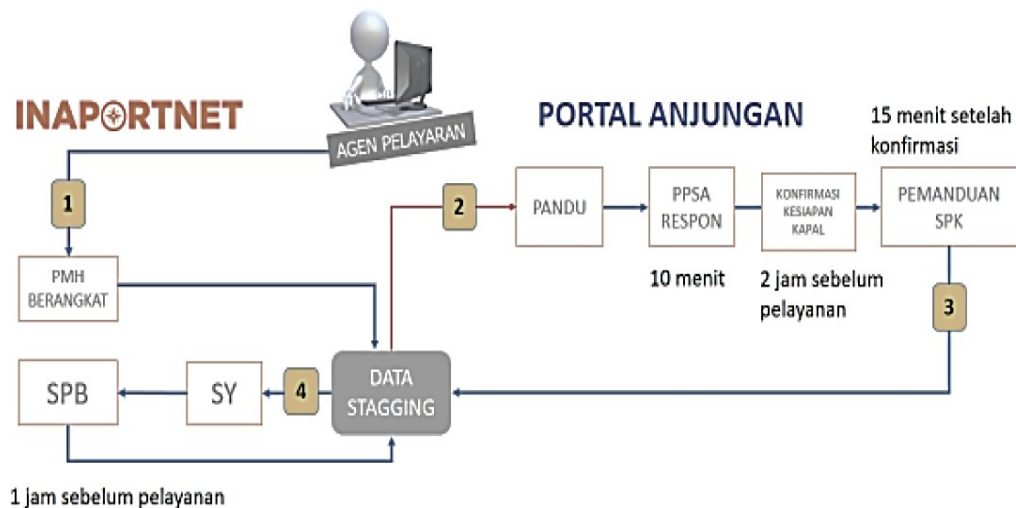 INAPORTNET
AGEN PELAYARAN
PORTAL ANJUNGAN
15 menit setelah
konfirmasi
1
2
PANDU
PPSA
RESPON
KONFIRMASI
KESIAPAN
KAPAL
PEMANDUAN
SPK
PMH
BERANGKAT
10 menit
2 jam sebelum
pelayanan
3
SPB
SY
4
DATA
STAGGING
1 jam sebelum pelayanan